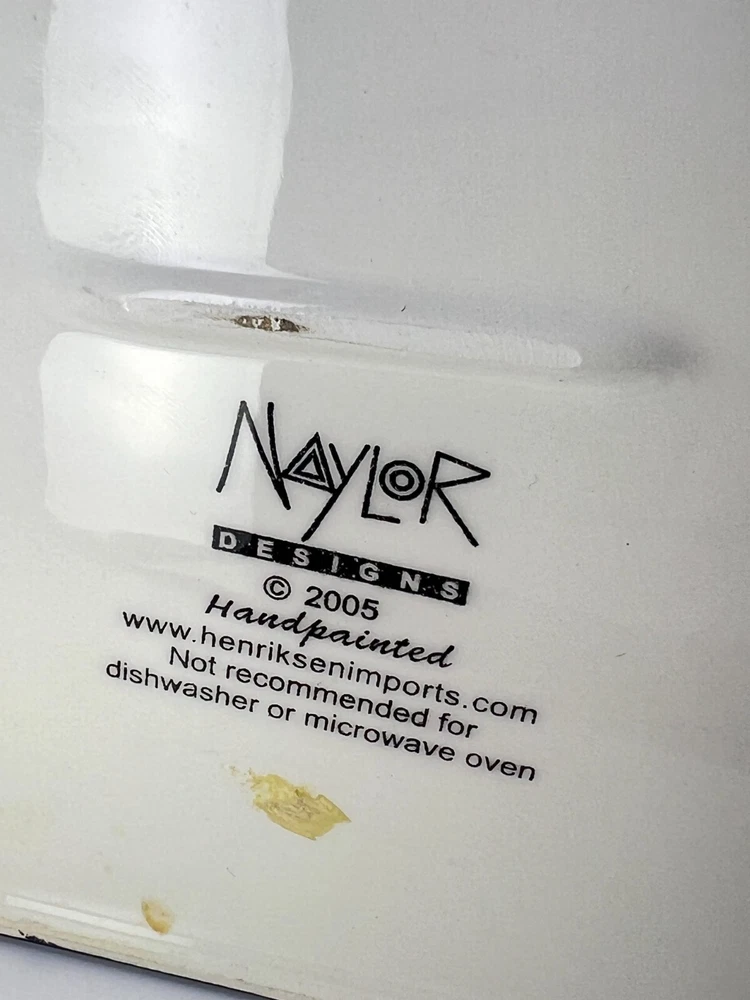 NAYLOR
DESIGNS
© 2005
Handpainted
www.henriksenimports.com
Not recommended for
dishwasher or microwave oven